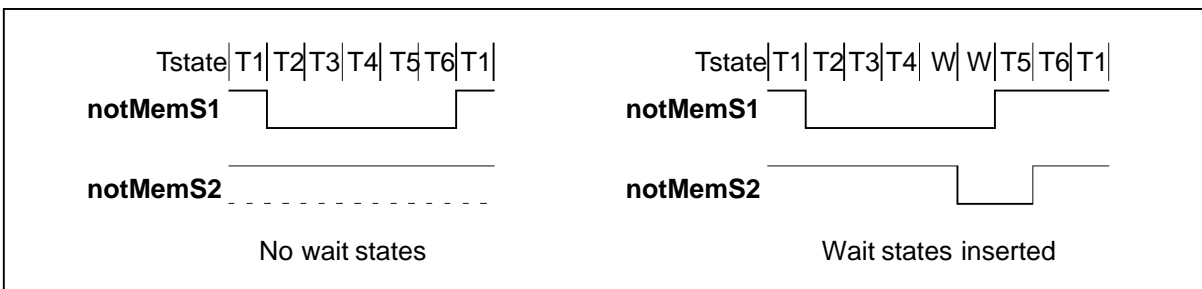 Tstate T1 T2 T3 T4 T5 T6 T1
notMemS1
notMemS2
No wait states
Tstate T1 T2 T3 T4 W W T5 T6 T1
notMemS1
notMemS2
Wait states inserted